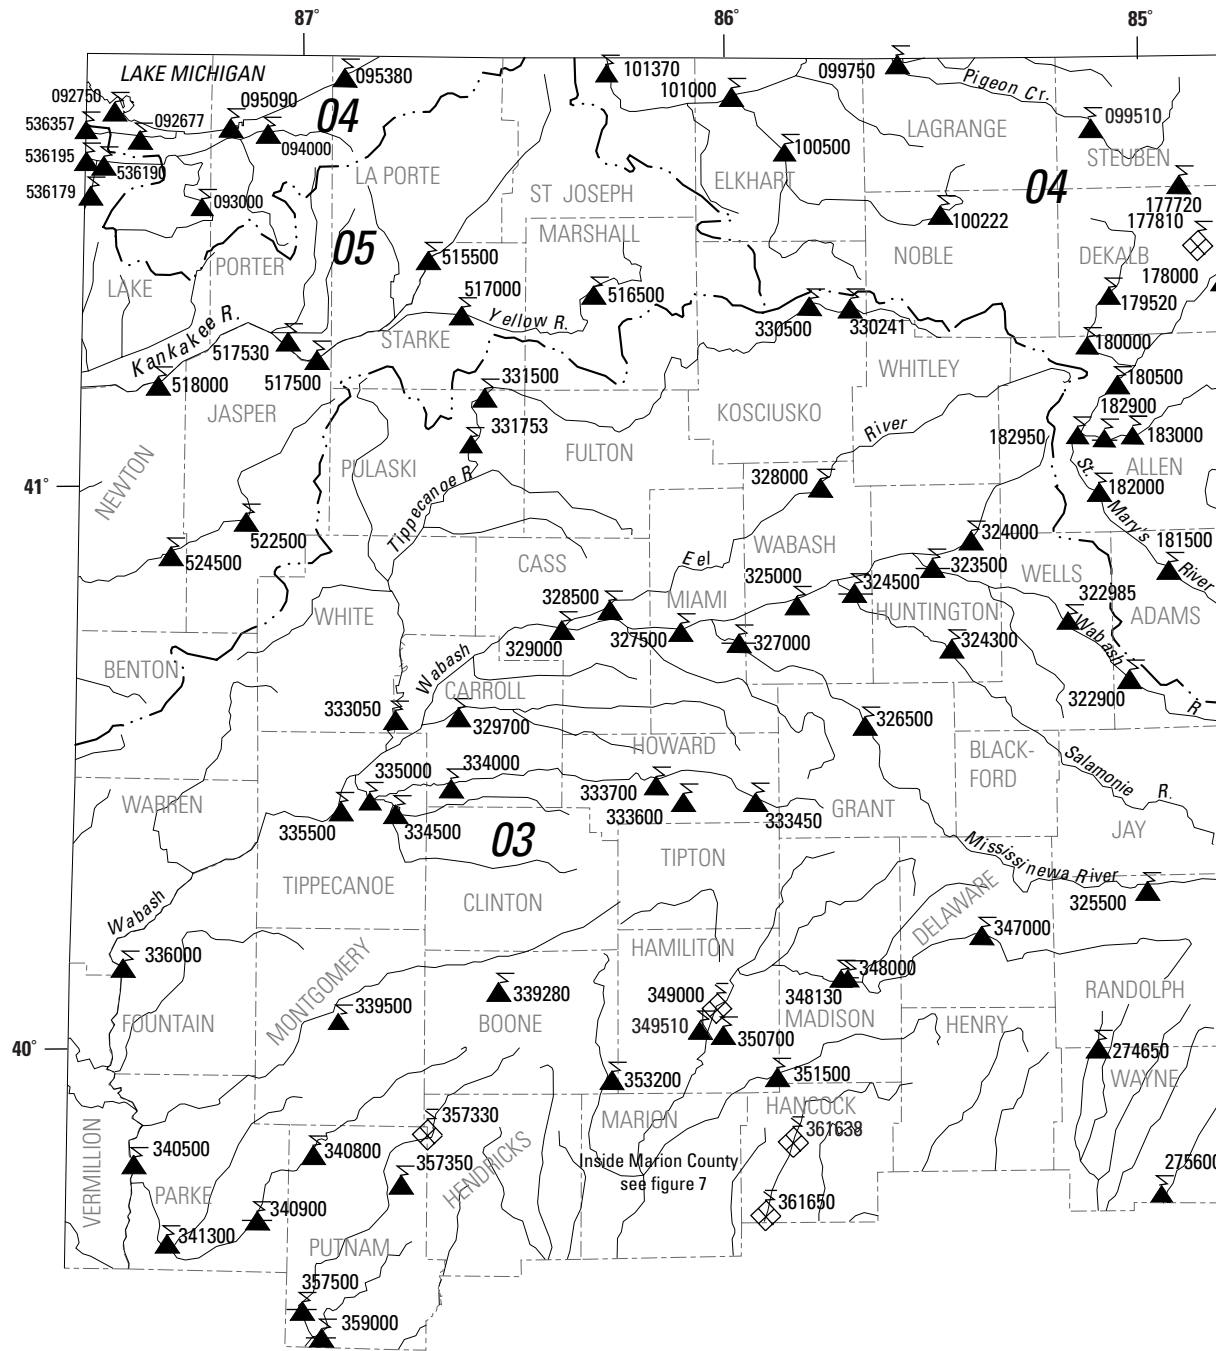 87°
86°
85°
LAKE MICHIGAN
095380
101370
099750
Pigeon Cr.
092750
095090
04
101000
099510
536357
092677
094000
LAGRANGE
STEUBEN
100500
536195
536190
LA PORTE
ELKHART
04
536179
093000
ST JOSEPH
177720
177810
100222
MARSHALL
05
PORTER
515500
NOBLE
DEKALB
178000
LAKE
517000
516500
179520
Kankakee R.
Yellow R.
330500
330241
STARKE
517530
180000
517500
WHITLEY
518000
331500
180500
JASPER
KOSCIUSKO
182900
331753
River
182950
183000
NEWTON
PULASKI
FULTON
ALLEN
41°
Tippecanoe R
328000
St. Mary's River
182000
522500
324000
181500
524500
CASS
Eel
WABASH
323500
WELLS
325000
324500
322985
328500
MIAMI
HUNTINGTON
ADAMS
WHITE
329000
327500
327000
324300
Wabash R
BENTON
Wabash
CARROLL
322900
333050
329700
326500
HOWARD
BLACK-
FORD
335000
334000
Salamonie R.
WARREN
333700
333600
333450
GRANT
335500
334500
03
JAY
TIPTON
Mississinewa River
TIPPECANOE
CLINTON
325500
Wabash
DELAWARE
336000
HAMILITON
347000
MONTGOMERY
348000
339280
349000
348130
RANDOLPH
339500
FOUNTAIN
BOONE
349510
MADISON
HENRY
350700
40°
274650
351500
353200
WAYNE
HANCOCK
357330
MARION
361638
VERMILLION
340500
340800
HENDRICKS
357350
Inside Marion County
see figure 7
275600
PARKE
340900
361650
341300
PUTNAM
357500
359000